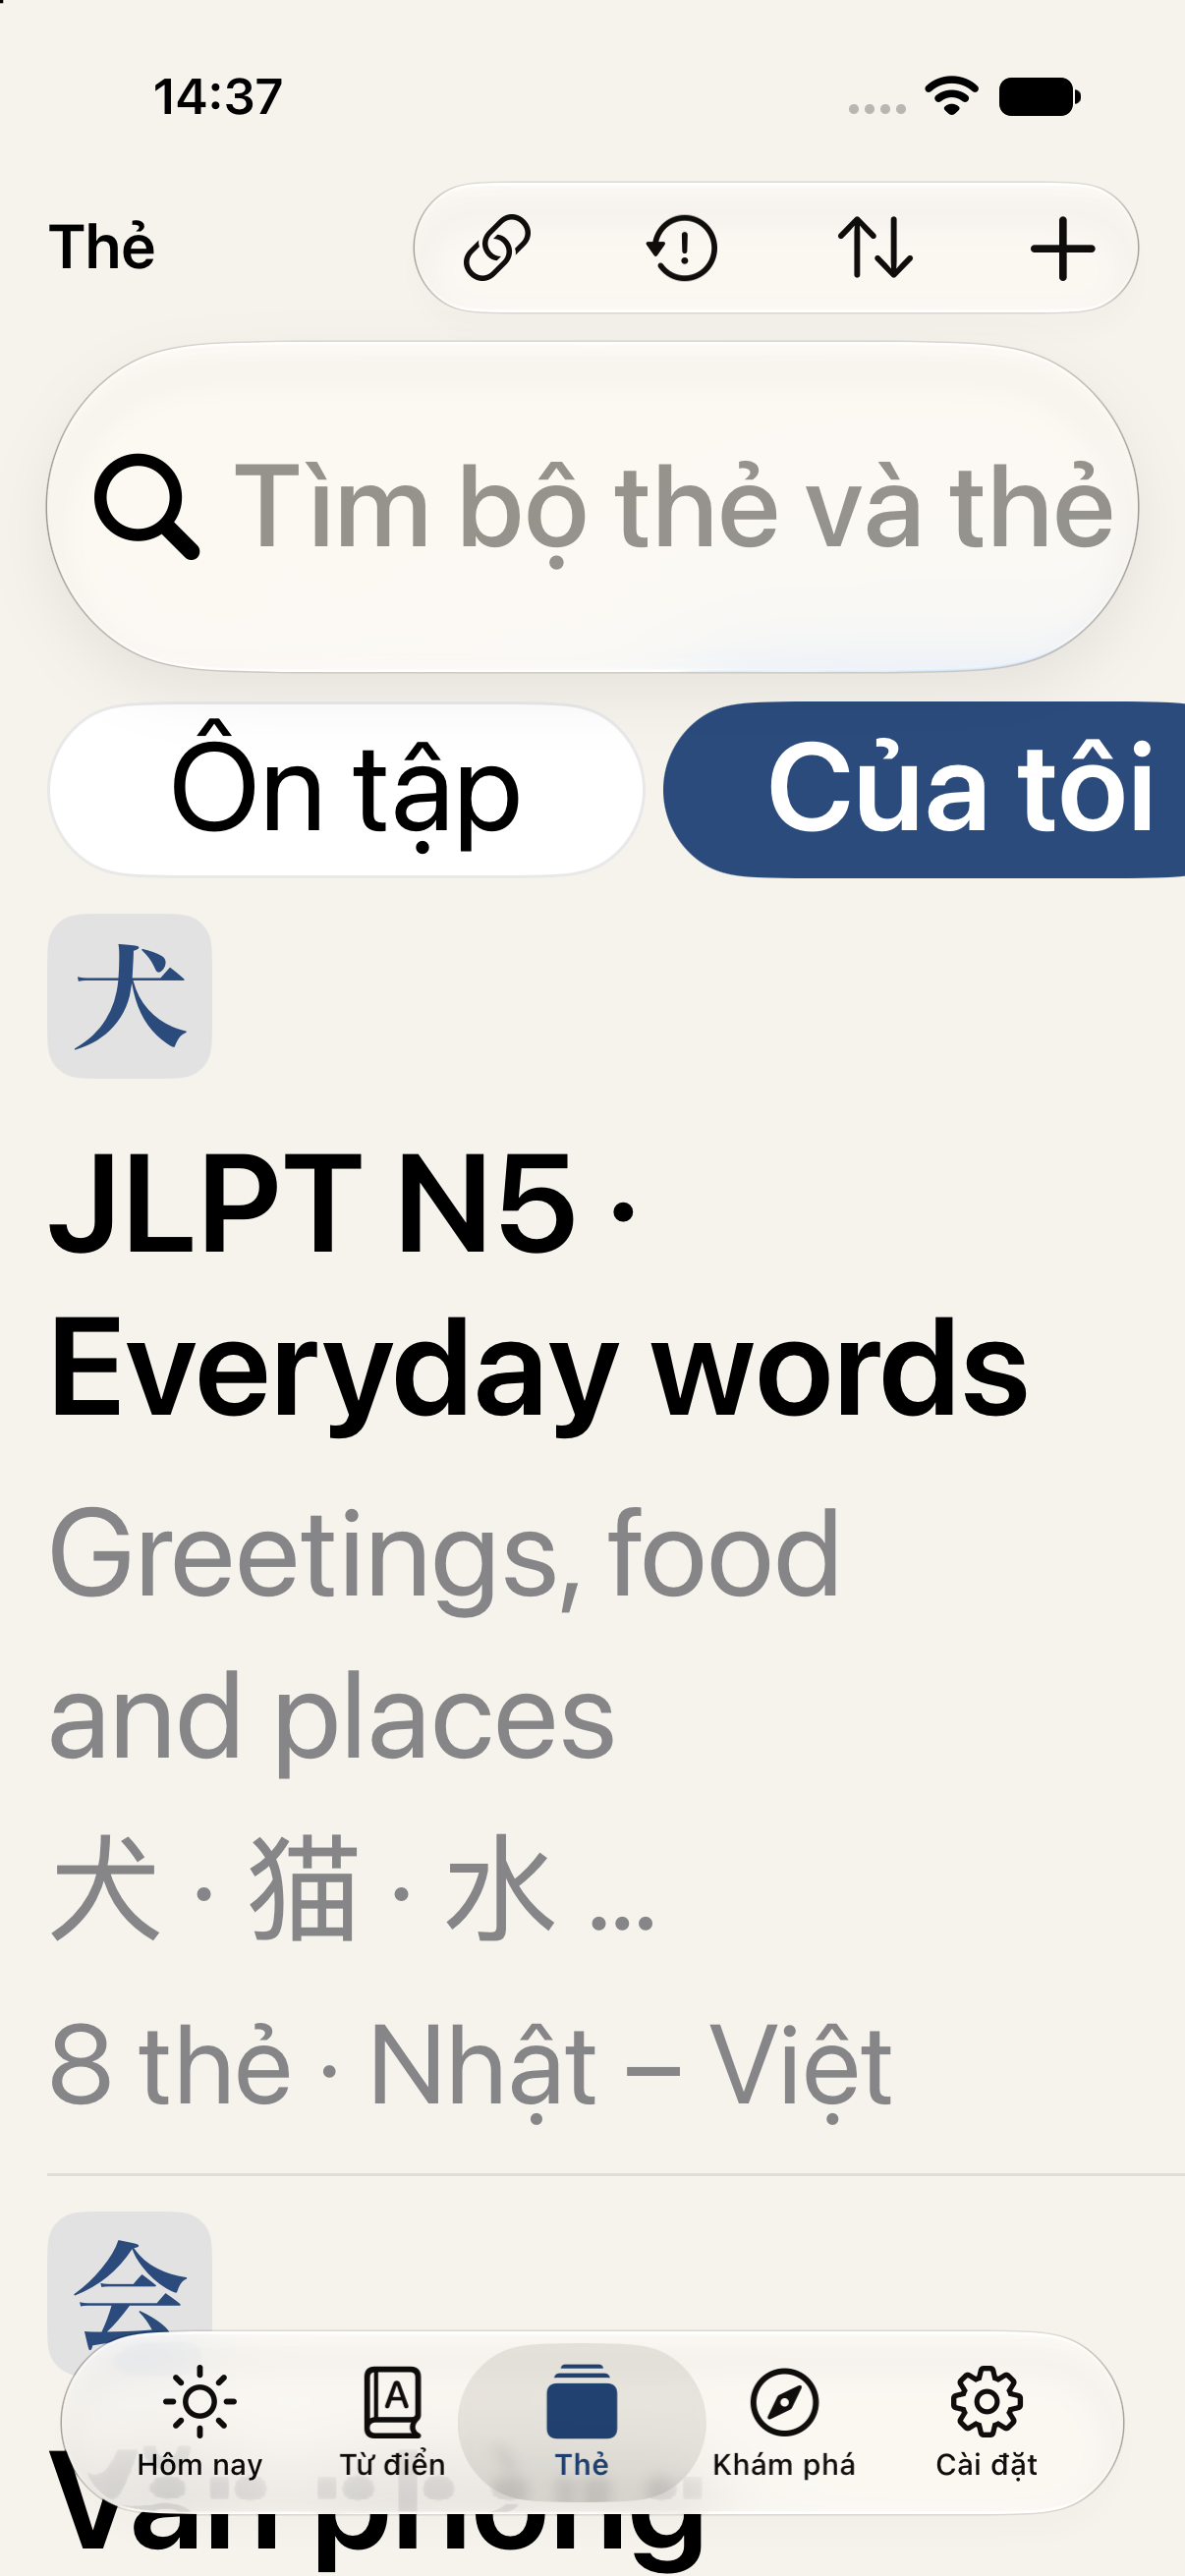 14:37
Thẻ
Tìm bộ thẻ và thẻ
Ôn tập
Của tôi
犬
JLPT N5 ·
Everyday words
Greetings, food
and places
犬 · 猫 · 水 ...
8 thẻ · Nhật – Việt
会
Văn phòng
Hôm nay
Từ điển
Thẻ
Khám phá
Cài đặt